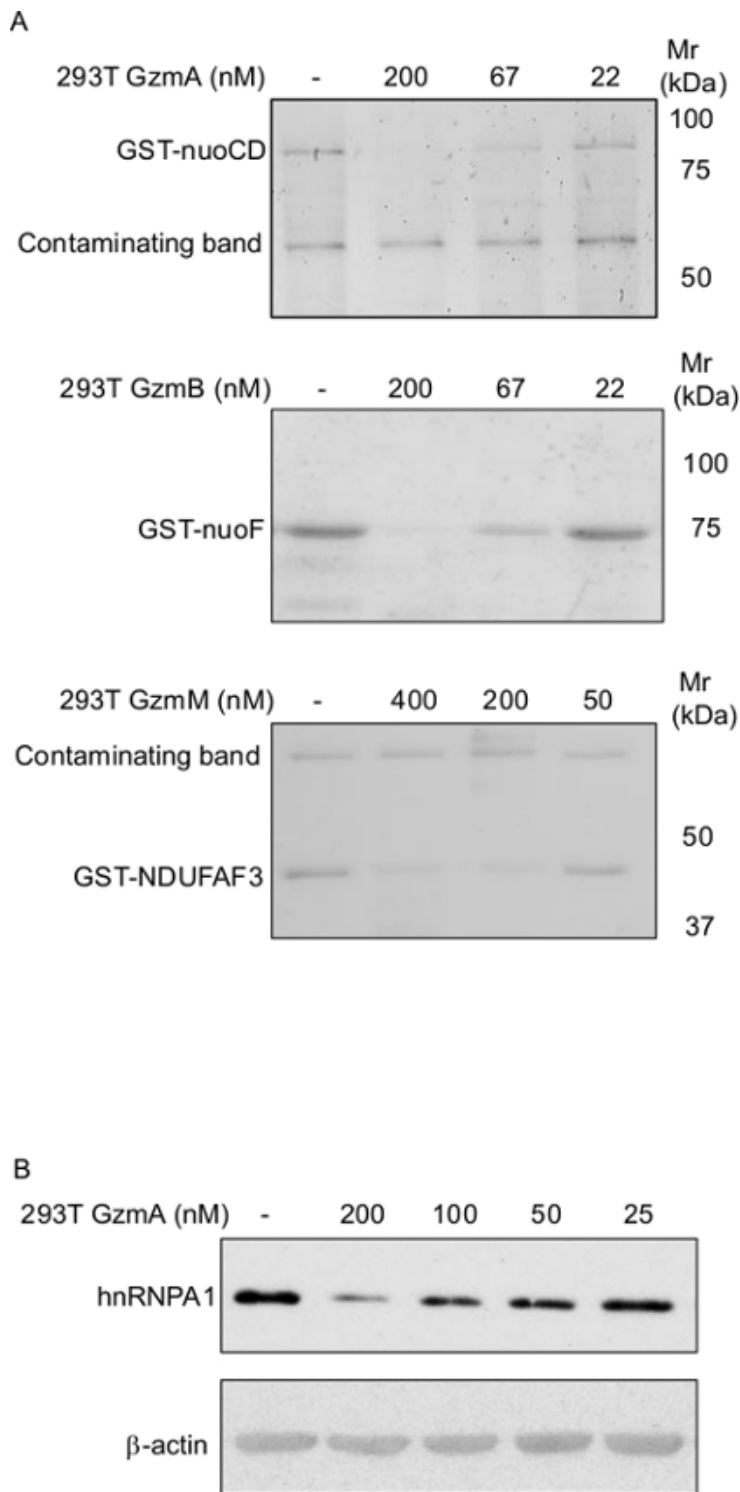 A
Mr
293T GzmA (nM) - 200 67 22 (kDa)
100
GST-nuoCD
75
Contaminating band
50
Mr
293T GzmB (nM) - 200 67 22 (kDa)
100
GST-nuoF 75
Mr
293T GzmM (nM) - 400 200 50 (kDa)
Contaminating band
50
GST-NDUFAF3
37
B
293T GzmA (nM) - 200 100 50 25
hnRNPA1
β-actin